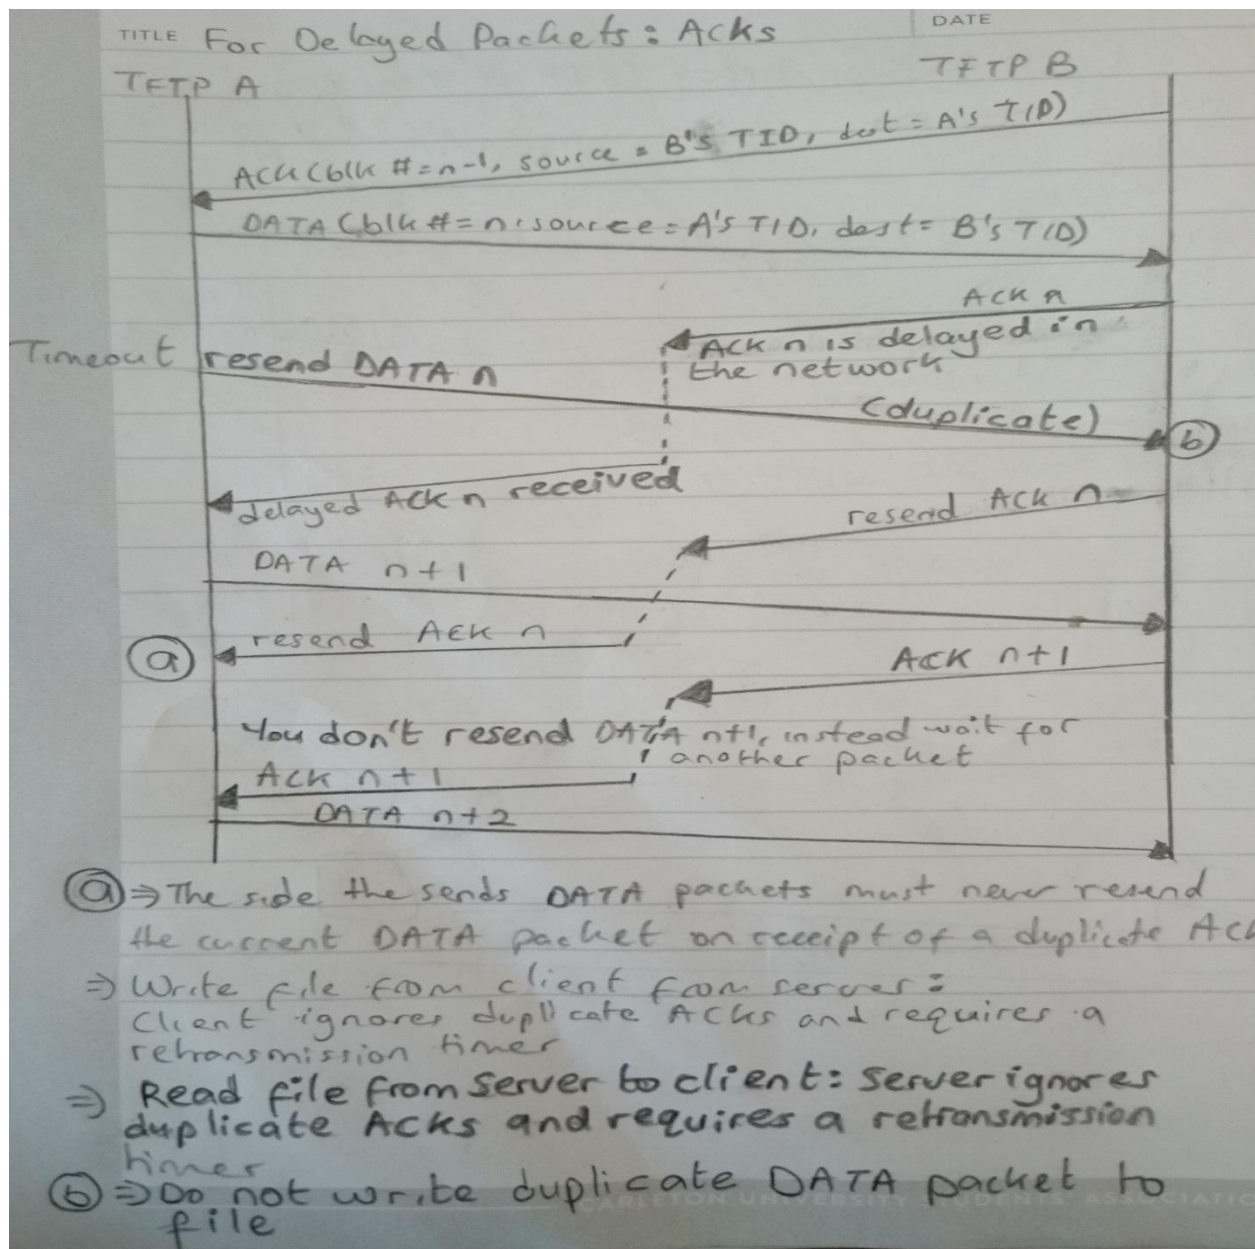 TITLE For Delayed Packets: Acks DATE
TFTP A TFTP B
ACK (blk #=n-1, source = B's TID, dest = A's TID)
DATA (blk #= n, source = A's TID, dest = B's TID)
ACK n
ACK n is delayed in
the network
Timeout resend DATA n
(duplicate)
b
delayed ACK n received
resend ACK n
DATA n+1
resend ACK n
a
ACK n+1
You don't resend DATA n+1, instead wait for
another packet
ACK n+1
DATA n+2
a ⇒ The side the sends DATA packets must never resend
the current DATA packet on receipt of a duplicate Ack
⇒ Write file from client from server:
Client ignores duplicate ACKs and requires a
retransmission timer
⇒ Read file from Server to client: Server ignores
duplicate ACKs and requires a retransmission
timer
b ⇒ Do not write duplicate DATA packet to
CARLETON UNIVERSITY STUDENTS ASSOCIATIO
file